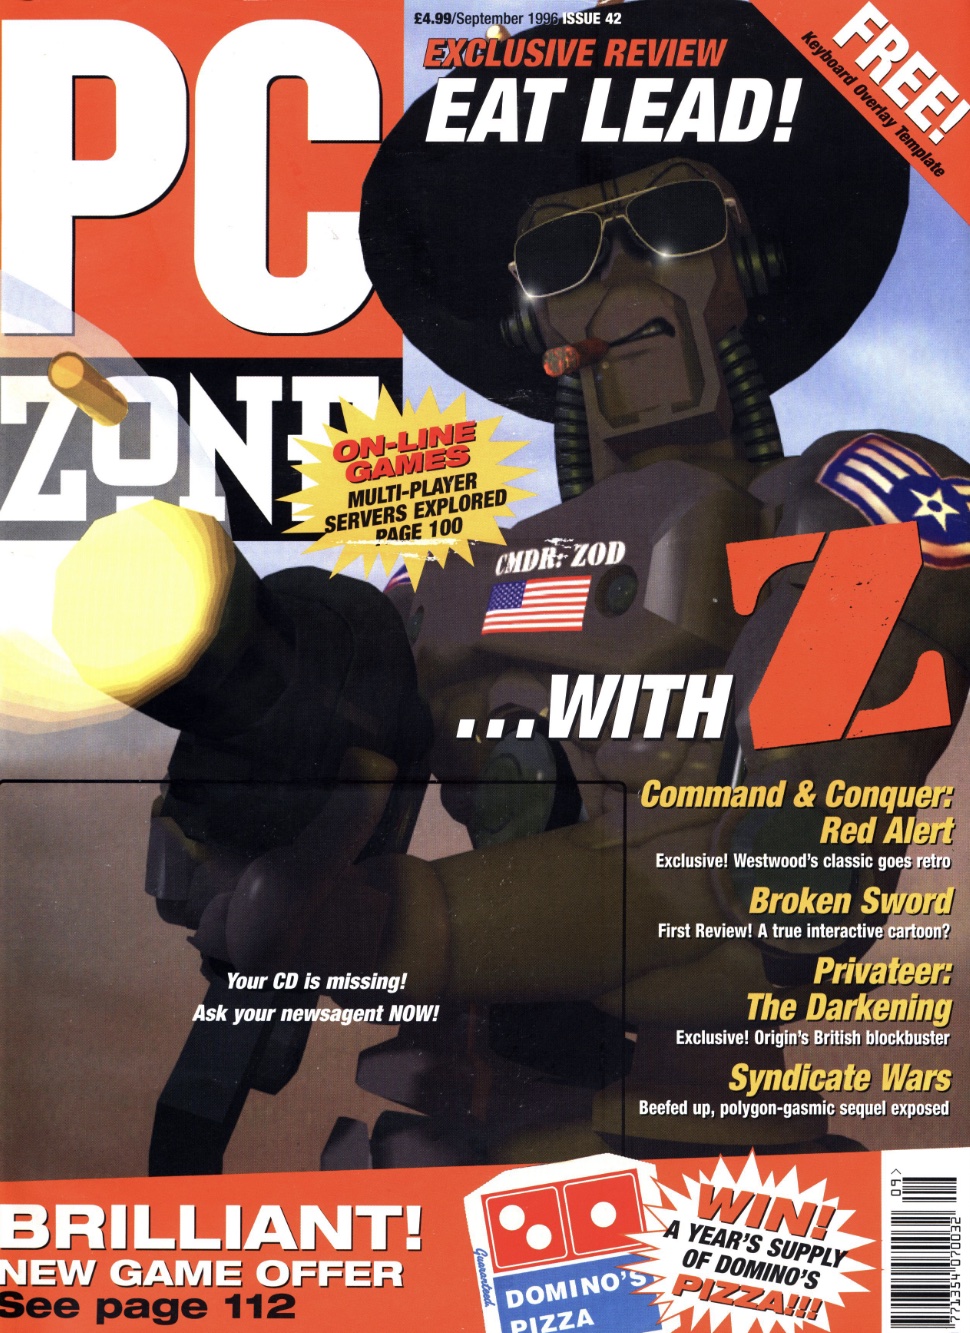 £4.99/September 1996 ISSUE 42
EXCLUSIVE REVIEW
EAT LEAD!
FREE!
Keyboard Overlay Template
PC
ZONE
ON-LINE
GAMES
MULTI-PLAYER
SERVERS EXPLORED
PAGE 100
CMDR: ZOD
...WITH Z
Command & Conquer:
Red Alert
Exclusive! Westwood's classic goes retro
Broken Sword
First Review! A true interactive cartoon?
Privateer:
The Darkening
Exclusive! Origin's British blockbuster
Syndicate Wars
Beefed up, polygon-gasmic sequel exposed
Your CD is missing!
Ask your newsagent NOW!
BRILLIANT!
NEW GAME OFFER
See page 112
Guaranteed
DOMINO'S
PIZZA
WIN!
A YEAR'S SUPPLY
OF DOMINO'S
PIZZA!!!
09>
9771354070032